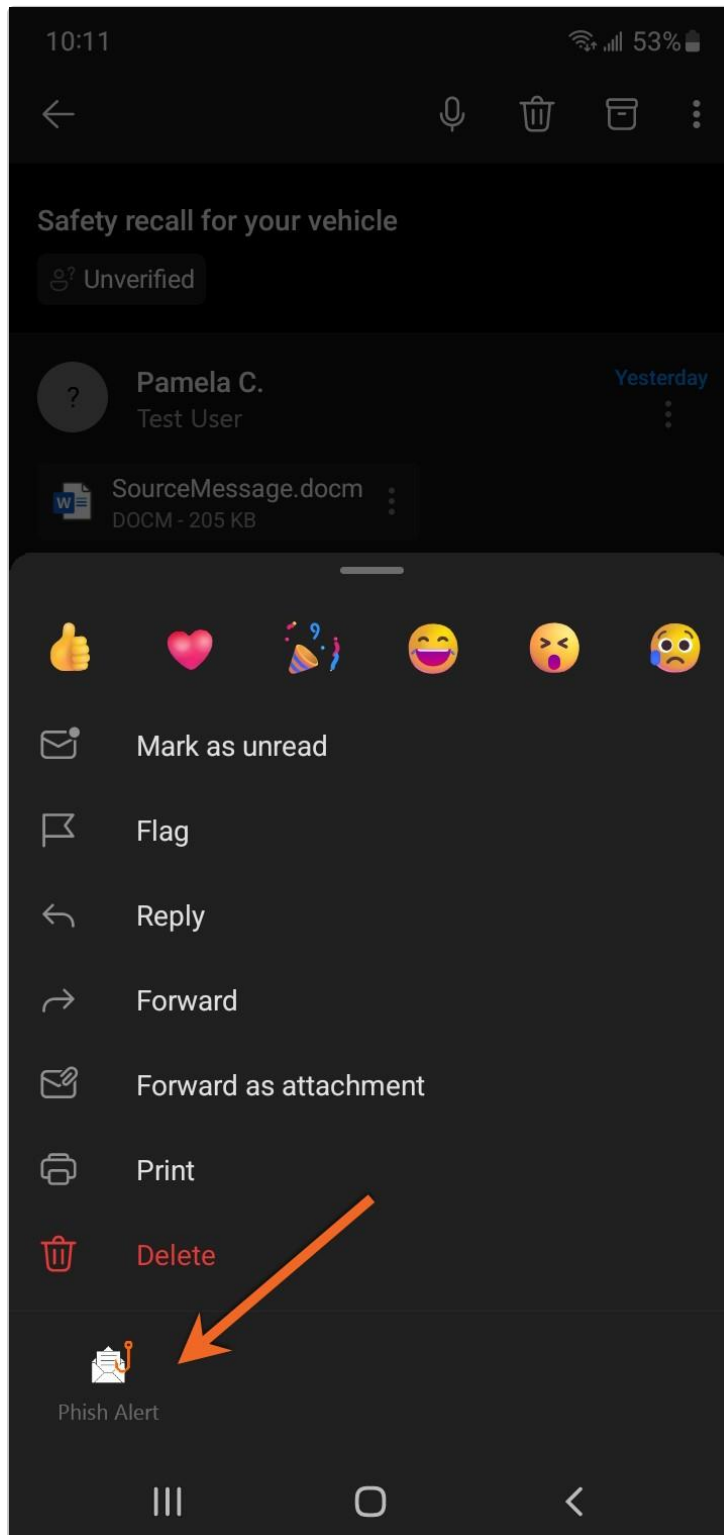 10:11
53%
Safety recall for your vehicle
Unverified
?
Pamela C.
Yesterday
Test User
SourceMessage.docm
DOCM - 205 KB
Mark as unread
Flag
Reply
Forward
Forward as attachment
Print
Delete
Phish Alert